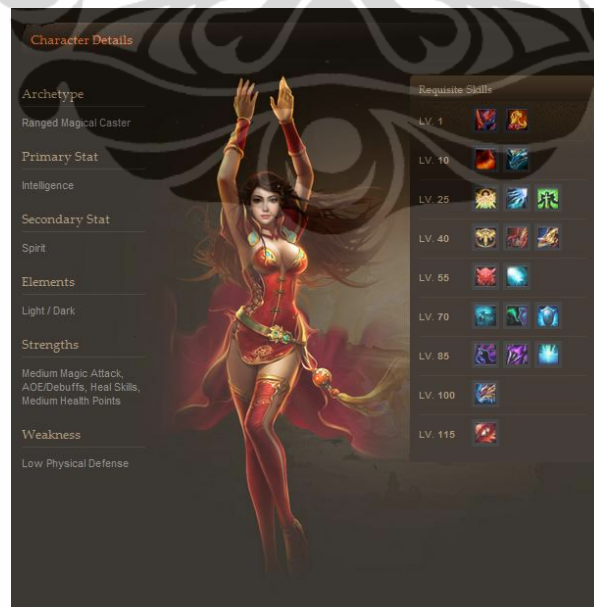 Character Details
Archetype
Ranged Magical Caster
Primary Stat
Intelligence
Secondary Stat
Spirit
Elements
Light / Dark
Strengths
Medium Magic Attack,
AOE/Debuffs, Heal Skills,
Medium Health Points
Weakness
Low Physical Defense
Requisite Skills
LV. 1
LV. 10
LV. 25
LV. 40
LV. 55
LV. 70
LV. 85
LV. 100
LV. 115